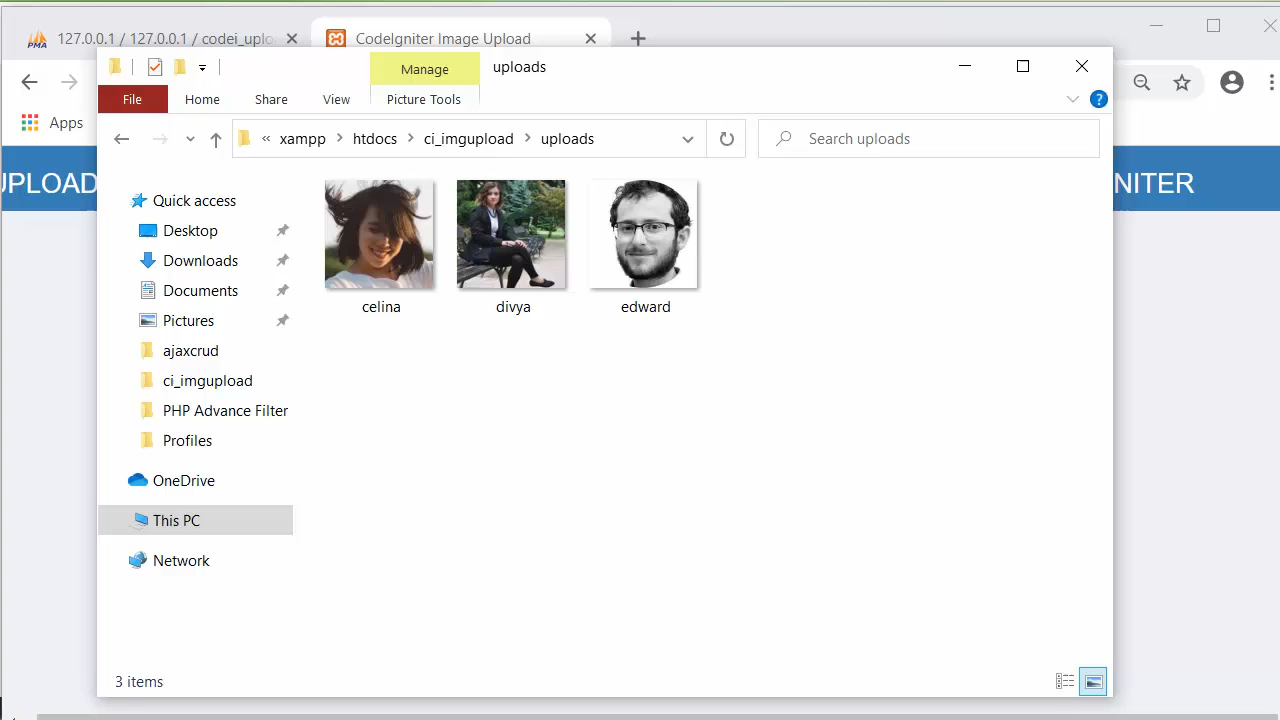 PMA 127.0.0.1 / 127.0.0.1 / codei_uplo
CodeIgniter Image Upload
Manage
uploads
File
Home
Share
View
Picture Tools
?
« xampp > htdocs > ci_imgupload > uploads
Search uploads
Apps
UPLOAD
NITER
Quick access
Desktop
Downloads
Documents
Pictures
ajaxcrud
ci_imgupload
PHP Advance Filter
Profiles
OneDrive
This PC
Network
celina
divya
edward
3 items